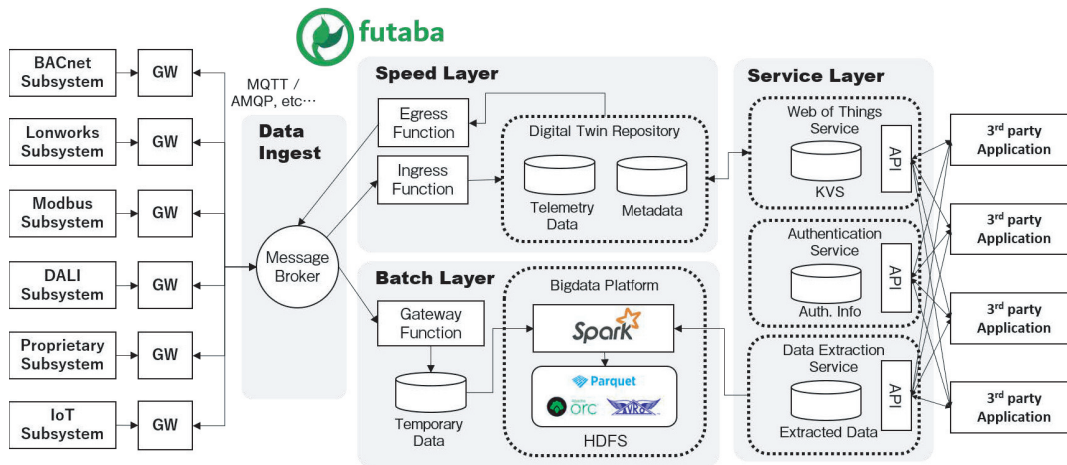 futaba
BACnet
Subsystem
GW
Lonworks
Subsystem
GW
Modbus
Subsystem
GW
DALI
Subsystem
GW
Proprietary
Subsystem
GW
IoT
Subsystem
GW
MQTT /
AMQP, etc…
Data
Ingest
Message
Broker
Speed Layer
Egress
Function
Ingress
Function
Digital Twin Repository
Telemetry
Data
Metadata
Batch Layer
Gateway
Function
Temporary
Data
Bigdata Platform
Spark
Parquet
orc
AVRO
HDFS
Service Layer
Web of Things
Service
KVS
API
Authentication
Service
Auth. Info
API
Data Extraction
Service
Extracted Data
API
3rd party
Application
3rd party
Application
3rd party
Application
3rd party
Application